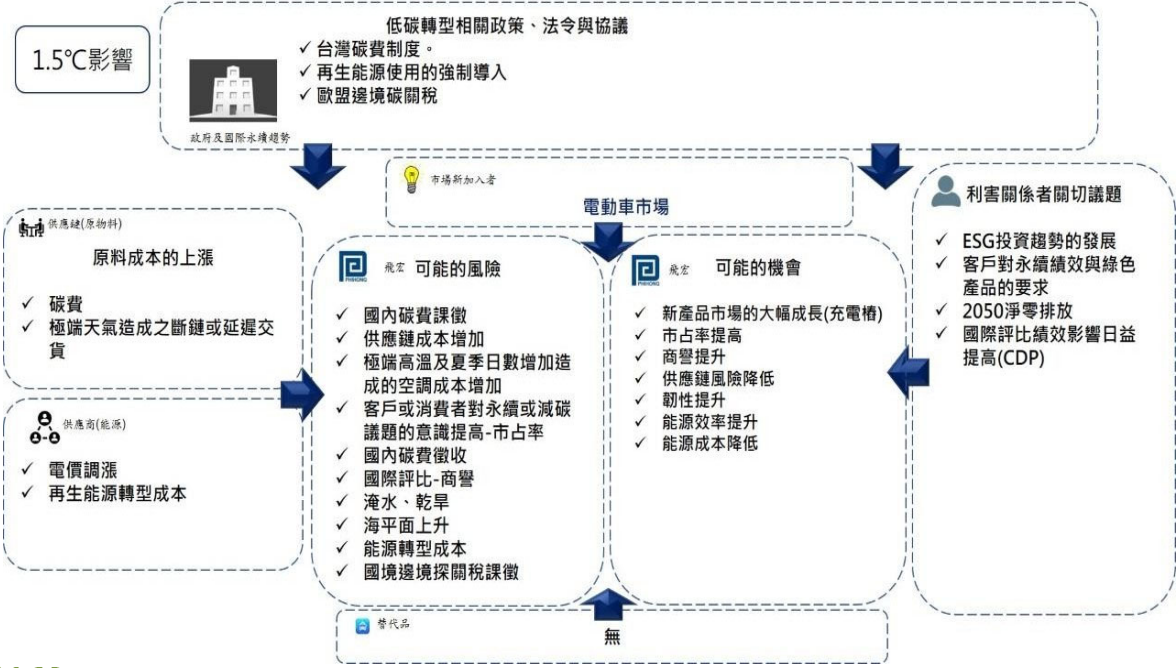 1.5℃影響
低碳轉型相關政策、法令與協議
✓ 台灣碳費制度。
✓ 再生能源使用的強制導入
✓ 歐盟邊境碳關稅
政府及國際永續趨勢
市場新加入者
電動車市場
供應鏈(原物料)
原料成本的上漲
✓ 碳費
✓ 極端天氣造成之斷鏈或延遲交
貨
供應商(能源)
✓ 電價調漲
✓ 再生能源轉型成本
PHIHONG
飛宏 可能的風險
✓ 國內碳費課徵
✓ 供應鏈成本增加
✓ 極端高溫及夏季日數增加造
成的空調成本增加
✓ 客戶或消費者對永續或減碳
議題的意識提高-市占率
✓ 國內碳費徵收
✓ 國際評比-商譽
✓ 淹水、乾旱
✓ 海平面上升
✓ 能源轉型成本
✓ 國境邊境探關稅課徵
PHIHONG
飛宏 可能的機會
✓ 新產品市場的大幅成長(充電樁)
✓ 市占率提高
✓ 商譽提升
✓ 供應鏈風險降低
✓ 韌性提升
✓ 能源效率提升
✓ 能源成本降低
利害關係者關切議題
✓ ESG投資趨勢的發展
✓ 客戶對永續績效與綠色
產品的要求
✓ 2050淨零排放
✓ 國際評比績效影響日益
提高(CDP)
替代品
無